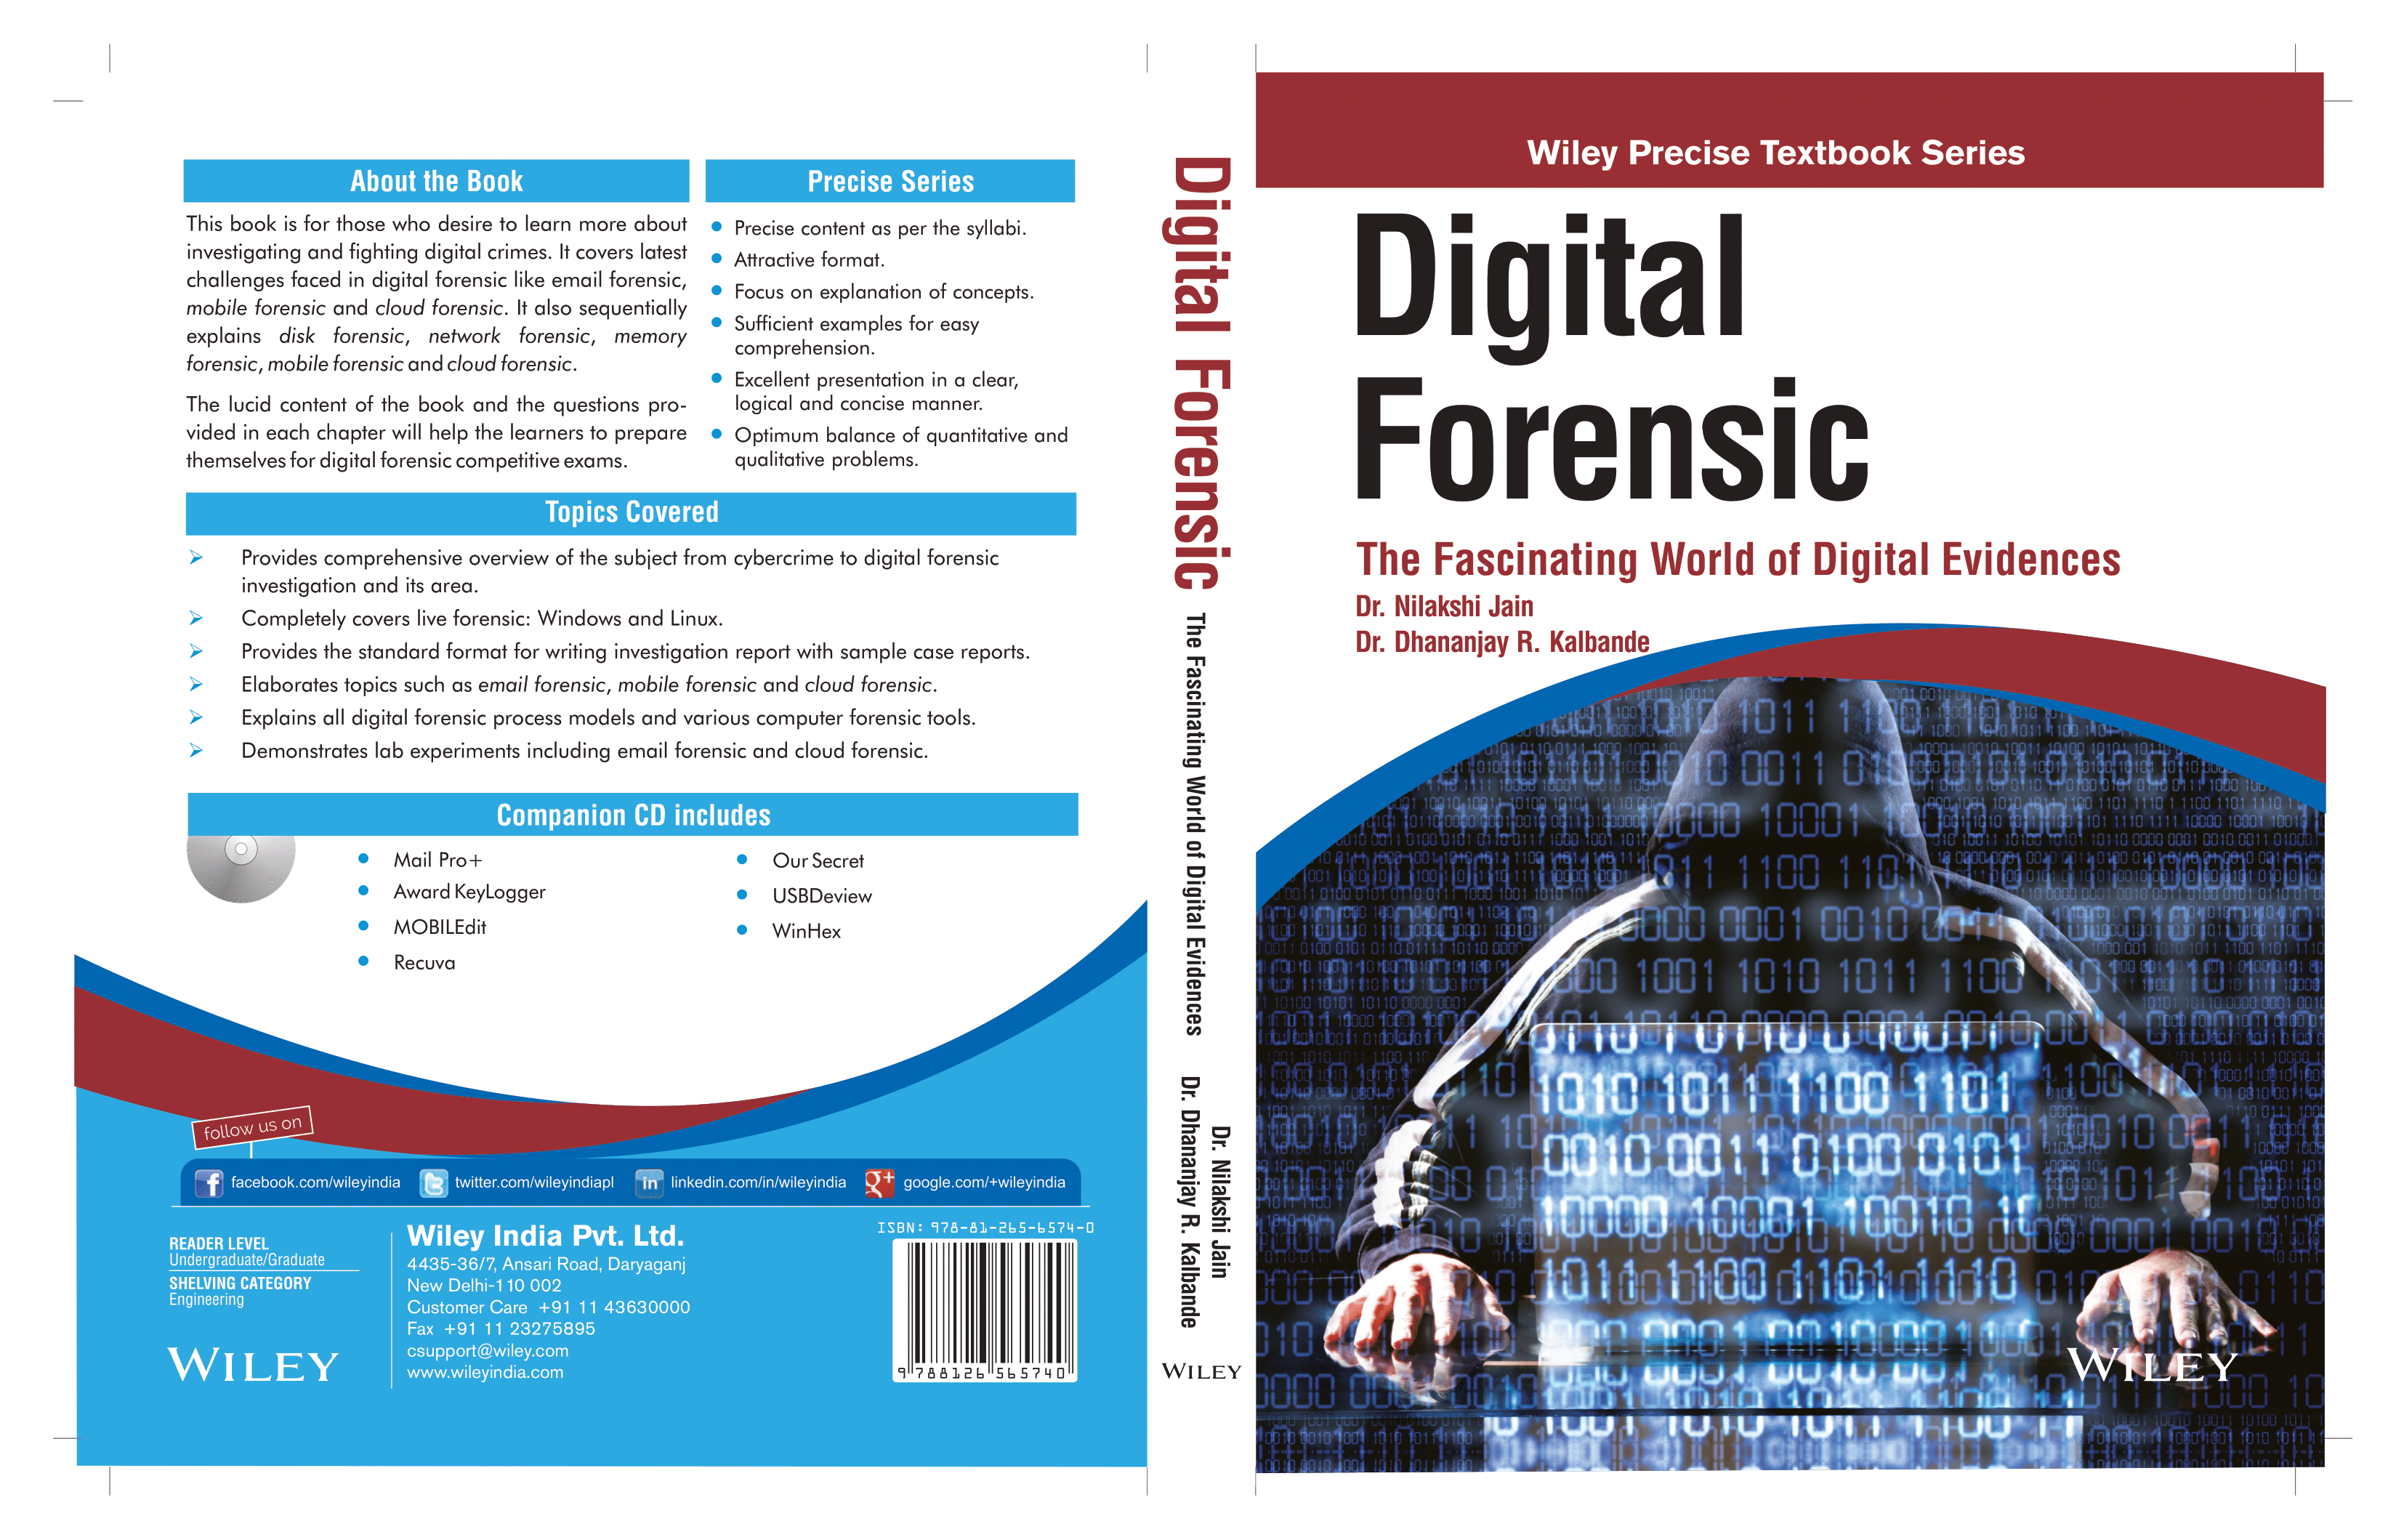 About the Book
This book is for those who desire to learn more about
investigating and fighting digital crimes. It covers latest
challenges faced in digital forensic like email forensic,
mobile forensic and cloud forensic. It also sequentially
explains disk forensic, network forensic, memory
forensic, mobile forensic and cloud forensic.
The lucid content of the book and the questions pro-
vided in each chapter will help the learners to prepare
themselves for digital forensic competitive exams.
Precise Series
Precise content as per the syllabi.
Attractive format.
Focus on explanation of concepts.
Sufficient examples for easy
comprehension.
Excellent presentation in a clear,
logical and concise manner.
Optimum balance of quantitative and
qualitative problems.
Topics Covered
Provides comprehensive overview of the subject from cybercrime to digital forensic
investigation and its area.
Completely covers live forensic: Windows and Linux.
Provides the standard format for writing investigation report with sample case reports.
Elaborates topics such as email forensic, mobile forensic and cloud forensic.
Explains all digital forensic process models and various computer forensic tools.
Demonstrates lab experiments including email forensic and cloud forensic.
Companion CD includes
Mail Pro+
Award KeyLogger
MOBILEdit
Recuva
Our Secret
USBDeview
WinHex
follow us on
facebook.com/wileyindia
twitter.com/wileyindiapl
linkedin.com/in/wileyindia
google.com/+wileyindia
READER LEVEL
Undergraduate/Graduate
SHELVING CATEGORY
Engineering
WILEY
Wiley India Pvt. Ltd.
4435-36/7, Ansari Road, Daryaganj
New Delhi-110 002
Customer Care +91 11 43630000
Fax +91 11 23275895
csupport@wiley.com
www.wileyindia.com
ISBN: 978-81-265-6574-0
9 788126 565740
Digital Forensic The Fascinating World of Digital Evidences
Dr. Nilakshi Jain
Dr. Dhananjay R. Kalbande
WILEY
Wiley Precise Textbook Series
Digital
Forensic
The Fascinating World of Digital Evidences
Dr. Nilakshi Jain
Dr. Dhananjay R. Kalbande
1010 1011 1100 1101
0010 0011 0100 0101
1011 1100 1101 1110
WILEY